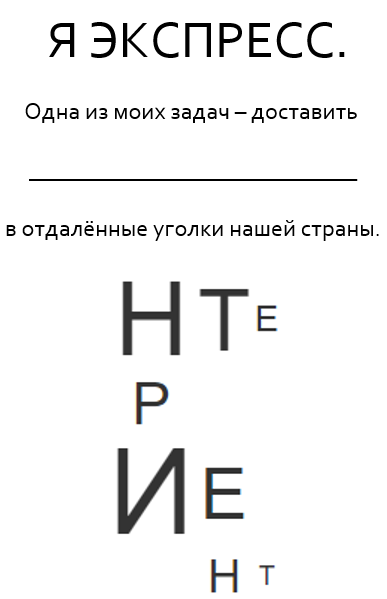 Я ЭКСПРЕСС.
Одна из моих задач – доставить
в отдалённые уголки нашей страны.
Н Т Е
Р
И Е
Н Т